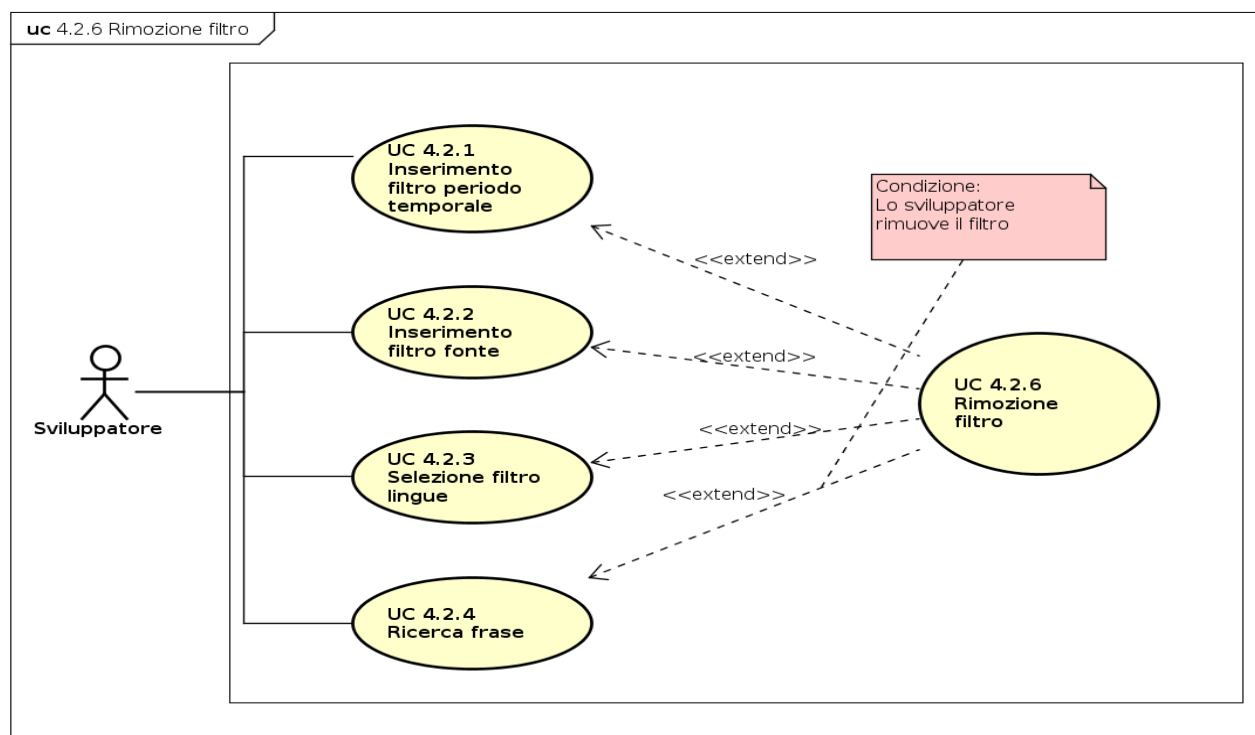 uc 4.2.6 Rimozione filtro
UC 4.2.1
Inserimento
filtro periodo
temporale
Condizione:
Lo sviluppatore
rimuove il filtro
<<extend>>
UC 4.2.2
Inserimento
filtro fonte
<<extend>>
UC 4.2.6
Rimozione
filtro
Sviluppatore
<<extend>>
UC 4.2.3
Selezione filtro
lingue
<<extend>>
UC 4.2.4
Ricerca frase